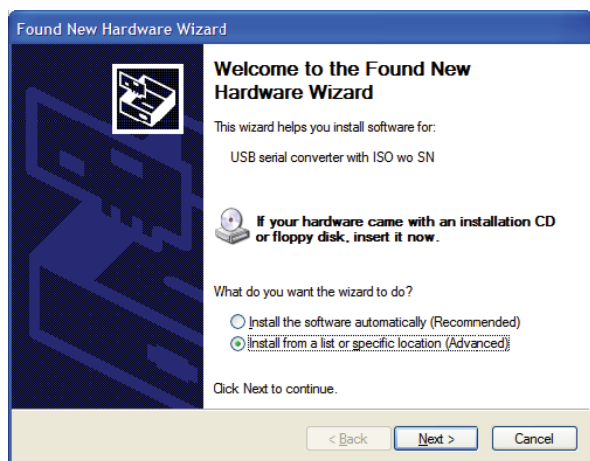 Found New Hardware Wizard
Welcome to the Found New
Hardware Wizard
This wizard helps you install software for:
USB serial converter with ISO wo SN
If your hardware came with an installation CD
or floppy disk, insert it now.
What do you want the wizard to do?
Install the software automatically (Recommended)
Install from a list or specific location (Advanced)
Click Next to continue.
< Back
Next >
Cancel